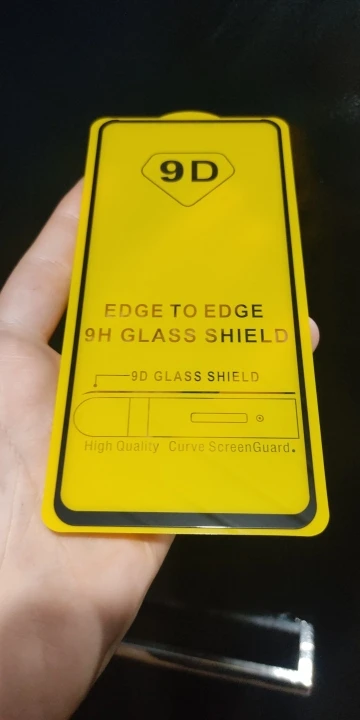 9D
EDGE TO EDGE
9H GLASS SHIELD
9D GLASS SHIELD
High Quality Curve ScreenGuard.